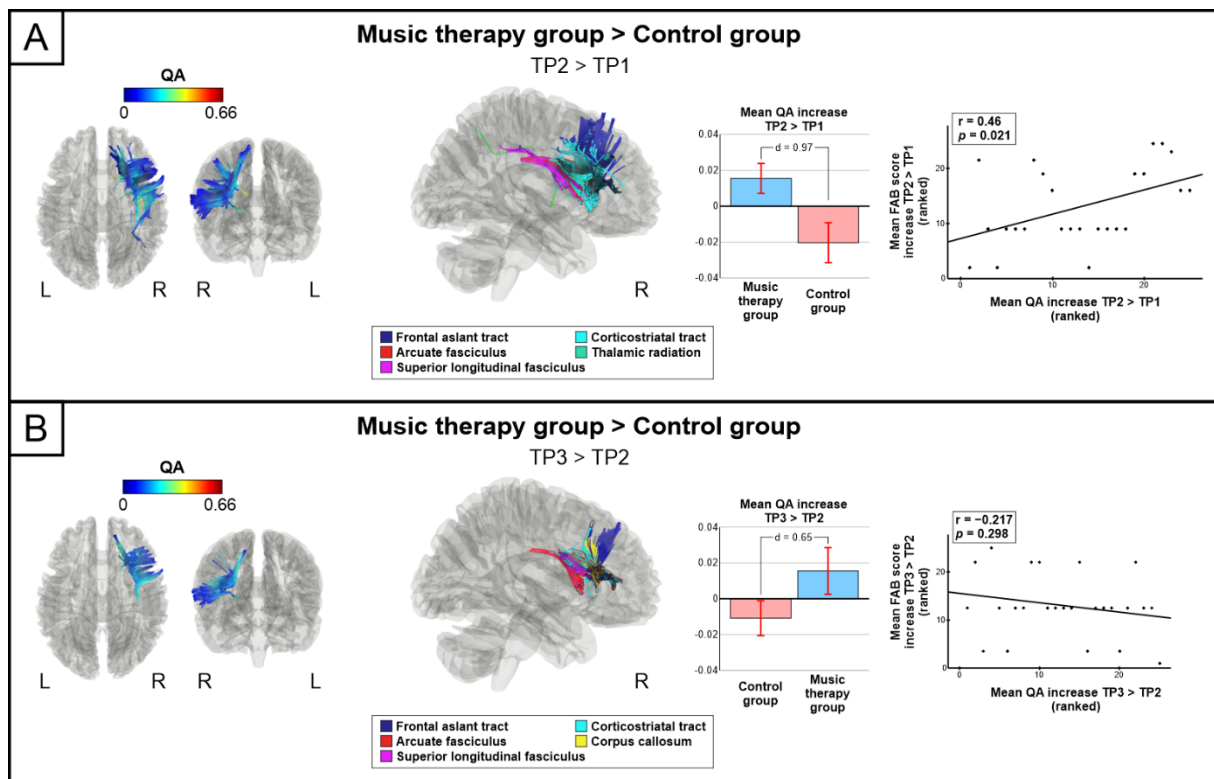 A
Music therapy group > Control group
TP2 > TP1
QA
0
0.66
L
R
R
L
R
Frontal aslant tract
Corticostriatal tract
Arcuate fasciculus
Thalamic radiation
Superior longitudinal fasciculus
Mean QA increase
TP2 > TP1
0.04
d = 0.97
0.02
0
-0.02
-0.04
Music
therapy
group
Control
group
r = 0.46
p = 0.021
Mean FAB score
increase TP2 > TP1
(ranked)
20
10
0
0
10
20
Mean QA increase TP2 > TP1
(ranked)
B
Music therapy group > Control group
TP3 > TP2
QA
0
0.66
L
R
R
L
R
Frontal aslant tract
Corticostriatal tract
Arcuate fasciculus
Corpus callosum
Superior longitudinal fasciculus
Mean QA increase
TP3 > TP2
0.04
d = 0.65
0.02
0
-0.02
-0.04
Control
group
Music
therapy
group
r = −0.217
p = 0.298
Mean FAB score
increase TP3 > TP2
(ranked)
20
10
0
0
10
20
Mean QA increase TP3 > TP2
(ranked)